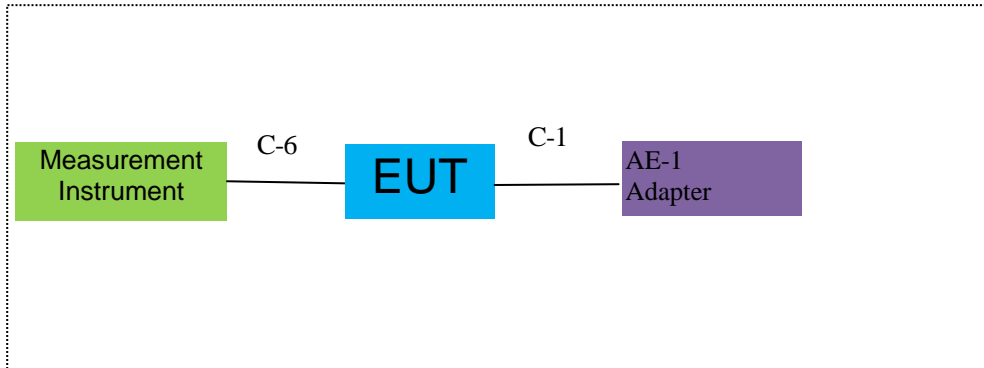 C-6
C-1
Measurement
Instrument
EUT
AE-1
Adapter